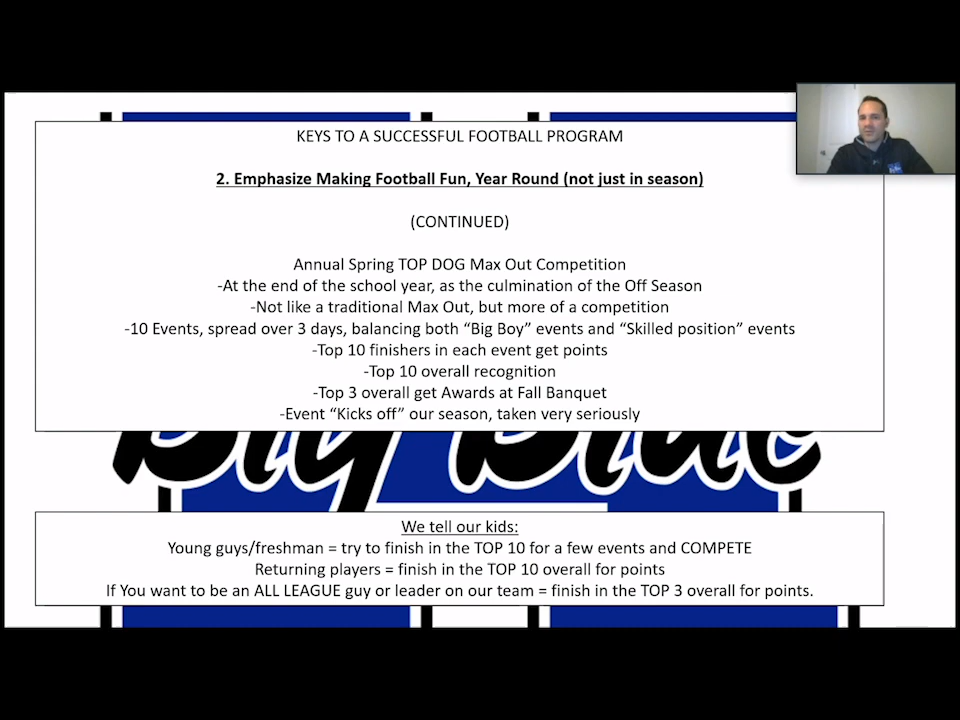 KEYS TO A SUCCESSFUL FOOTBALL PROGRAM
2. Emphasize Making Football Fun, Year Round (not just in season)
(CONTINUED)
Annual Spring TOP DOG Max Out Competition
-At the end of the school year, as the culmination of the Off Season
-Not like a traditional Max Out, but more of a competition
-10 Events, spread over 3 days, balancing both “Big Boy” events and “Skilled position” events
-Top 10 finishers in each event get points
-Top 10 overall recognition
-Top 3 overall get Awards at Fall Banquet
-Event “Kicks off” our season, taken very seriously
Big Blue
We tell our kids:
Young guys/freshman = try to finish in the TOP 10 for a few events and COMPETE
Returning players = finish in the TOP 10 overall for points
If You want to be an ALL LEAGUE guy or leader on our team = finish in the TOP 3 overall for points.